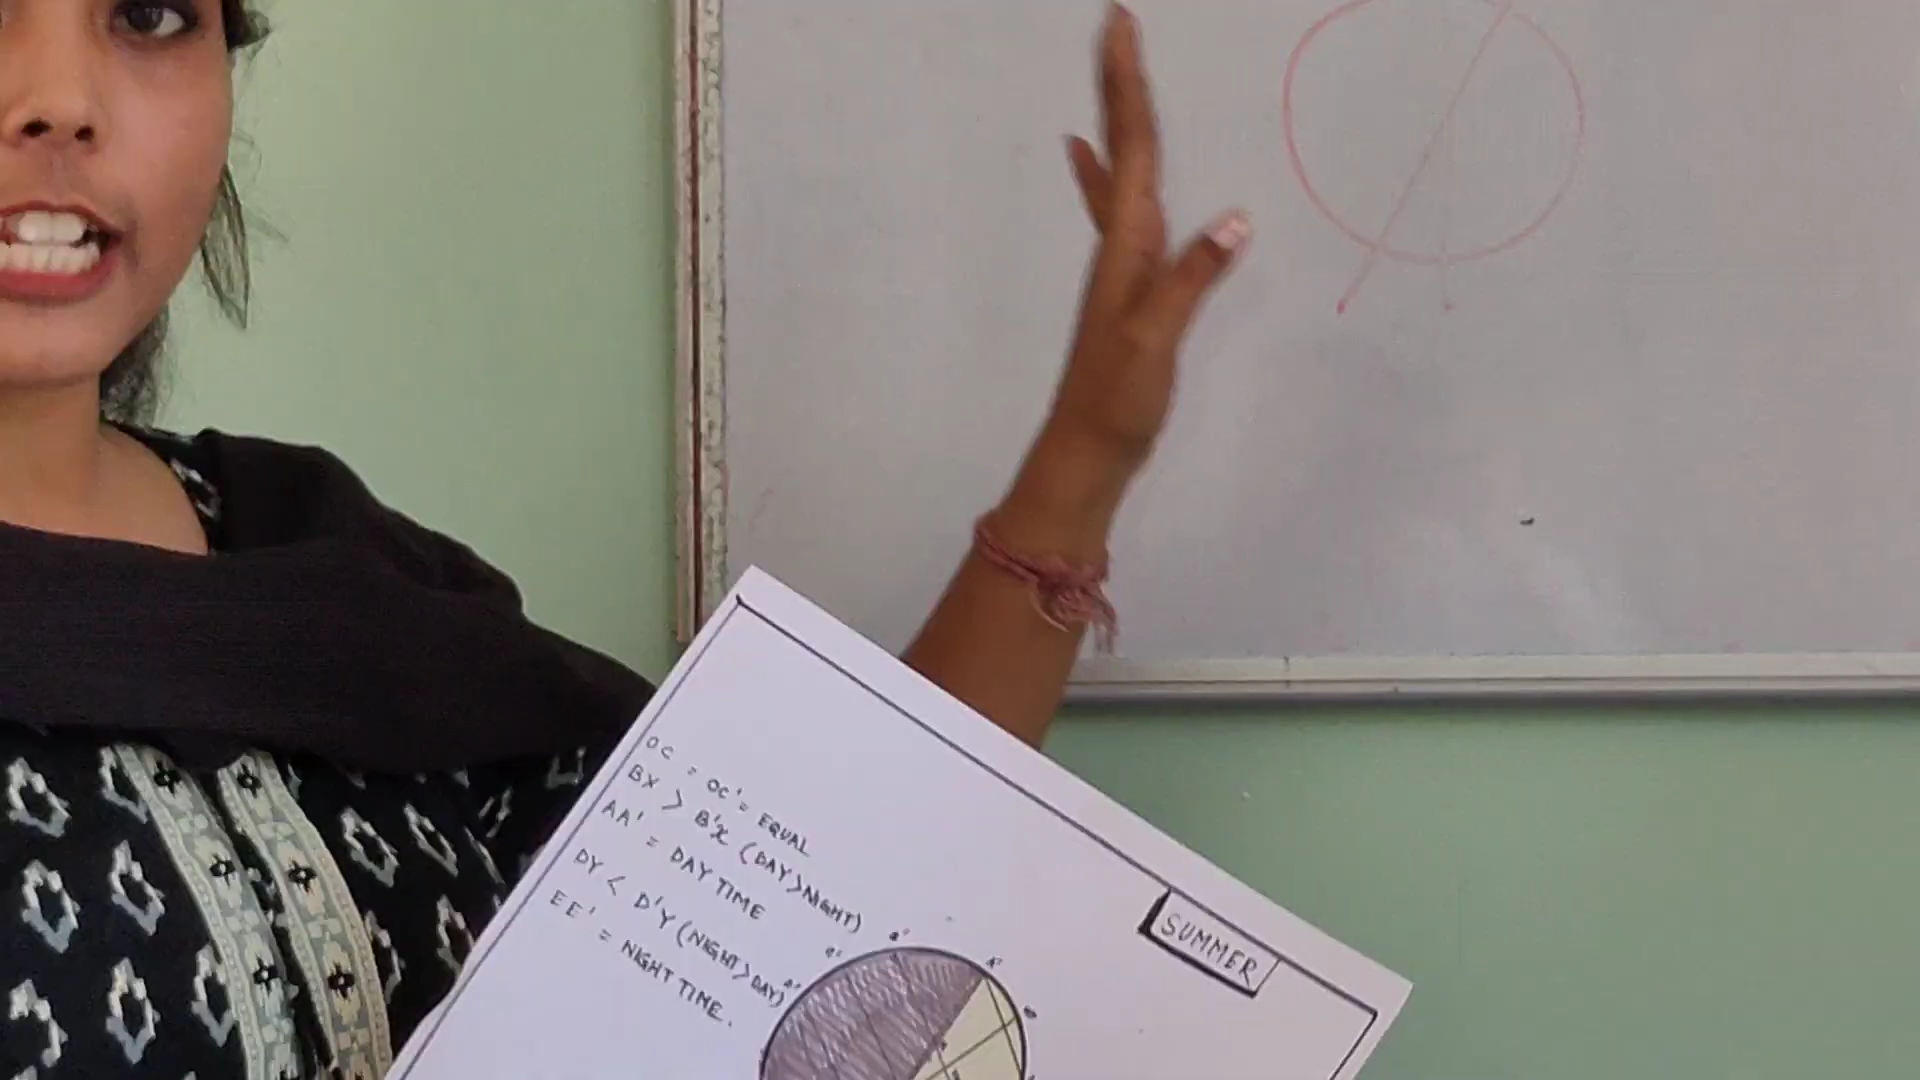 OC = OC' = EQUAL
BX > B'X (DAY>NIGHT)
AA' = DAY TIME
DY < D'Y (NIGHT>DAY)
EE' = NIGHT TIME.
SUMMER